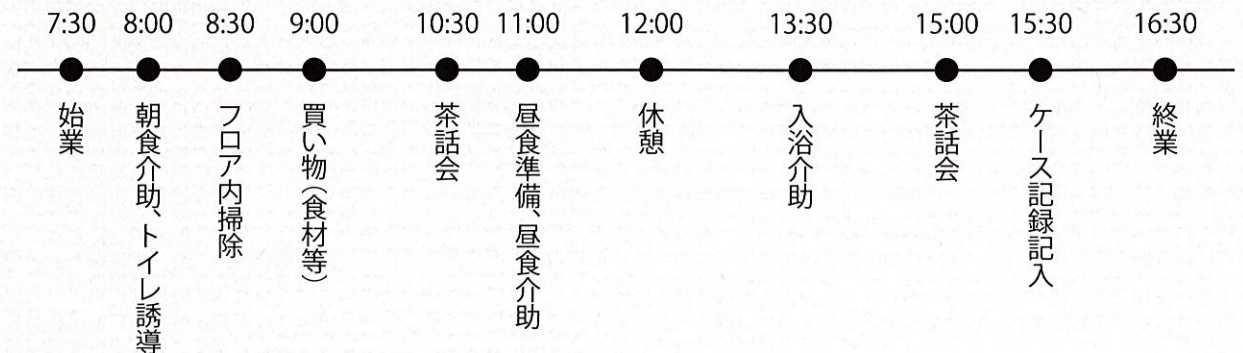 7:30 8:00 8:30 9:00 10:30 11:00 12:00 13:30 15:00 15:30 16:30
始業
朝食介助、トイレ誘導
フロア内掃除
買い物（食材等）
茶話会
昼食準備、昼食介助
休憩
入浴介助
茶話会
ケース記録記入
終業